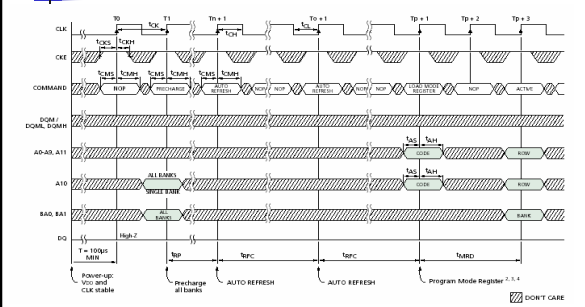 T0 T1 Tn + 1 To + 1 Tp + 1 Tp + 2 Tp + 3
CLK
tCK
tCH
tCL
CKE
tCKS tCKH
tCMS tCMH tCMS tCMH tCMS tCMH
COMMAND NOP PRECHARGE AUTO REFRESH NOP NOP AUTO REFRESH NOP NOP LOAD MODE REGISTER NOP ACTIVE
DQM /
DQML, DQMH
tAS tAH
A0-A9, A11 CODE ROW
ALL BANKS tAS tAH
A10 CODE ROW
SINGLE BANK
BA0, BA1 ALL BANKS BANK
DQ High-Z
T = 100µs
MIN
tRP tRFC tRFC tMRD
Power-up:
VDD and
CLK stable
Precharge
all banks
AUTO REFRESH
AUTO REFRESH
Program Mode Register 2, 3, 4
DON'T CARE